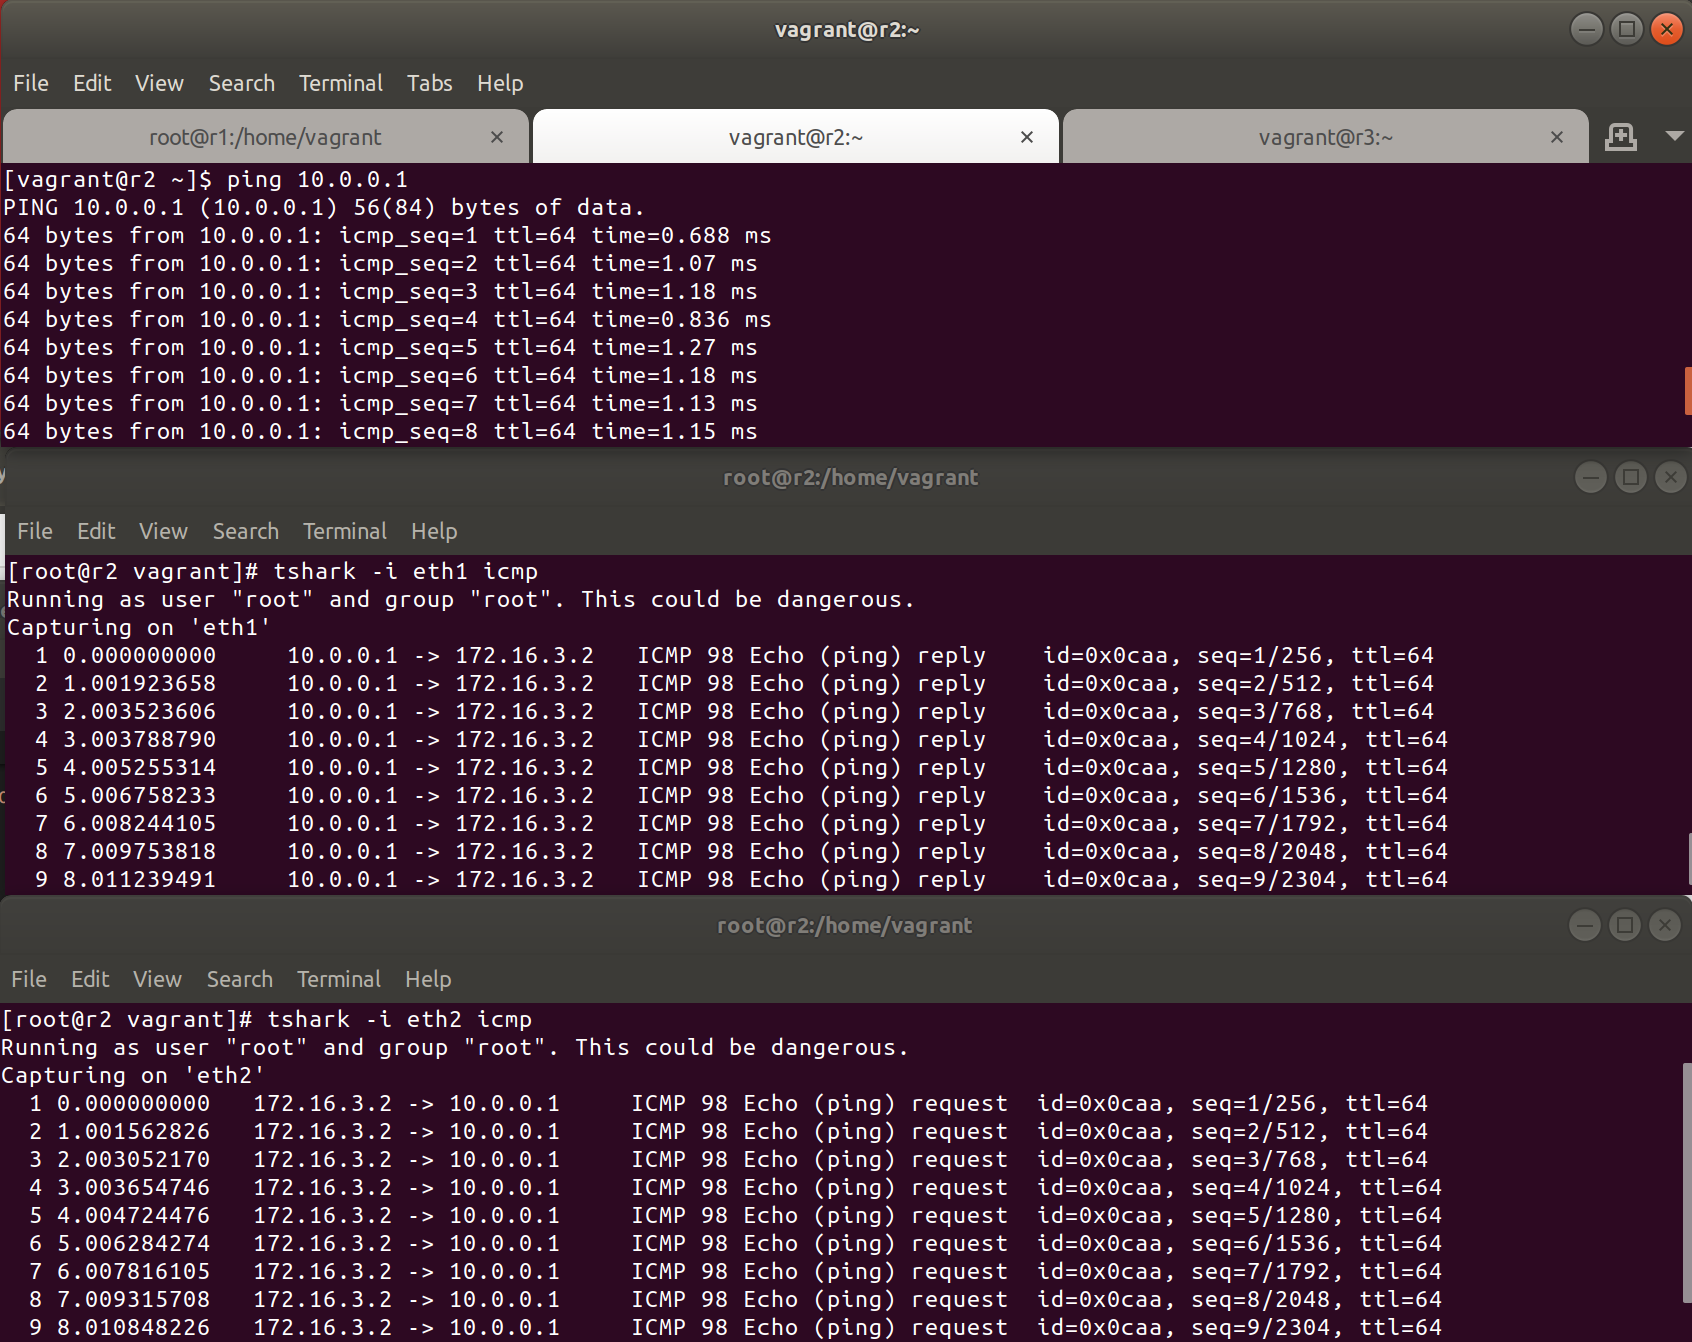 vagrant@r2:~
File Edit View Search Terminal Tabs Help
root@r1:/home/vagrant vagrant@r2:~ vagrant@r3:~
[vagrant@r2 ~]$ ping 10.0.0.1
PING 10.0.0.1 (10.0.0.1) 56(84) bytes of data.
64 bytes from 10.0.0.1: icmp_seq=1 ttl=64 time=0.688 ms
64 bytes from 10.0.0.1: icmp_seq=2 ttl=64 time=1.07 ms
64 bytes from 10.0.0.1: icmp_seq=3 ttl=64 time=1.18 ms
64 bytes from 10.0.0.1: icmp_seq=4 ttl=64 time=0.836 ms
64 bytes from 10.0.0.1: icmp_seq=5 ttl=64 time=1.27 ms
64 bytes from 10.0.0.1: icmp_seq=6 ttl=64 time=1.18 ms
64 bytes from 10.0.0.1: icmp_seq=7 ttl=64 time=1.13 ms
64 bytes from 10.0.0.1: icmp_seq=8 ttl=64 time=1.15 ms
root@r2:/home/vagrant
File Edit View Search Terminal Help
[root@r2 vagrant]# tshark -i eth1 icmp
Running as user "root" and group "root". This could be dangerous.
Capturing on 'eth1'
1 0.000000000 10.0.0.1 -> 172.16.3.2 ICMP 98 Echo (ping) reply id=0x0caa, seq=1/256, ttl=64
2 1.001923658 10.0.0.1 -> 172.16.3.2 ICMP 98 Echo (ping) reply id=0x0caa, seq=2/512, ttl=64
3 2.003523606 10.0.0.1 -> 172.16.3.2 ICMP 98 Echo (ping) reply id=0x0caa, seq=3/768, ttl=64
4 3.003788790 10.0.0.1 -> 172.16.3.2 ICMP 98 Echo (ping) reply id=0x0caa, seq=4/1024, ttl=64
5 4.005255314 10.0.0.1 -> 172.16.3.2 ICMP 98 Echo (ping) reply id=0x0caa, seq=5/1280, ttl=64
6 5.006758233 10.0.0.1 -> 172.16.3.2 ICMP 98 Echo (ping) reply id=0x0caa, seq=6/1536, ttl=64
7 6.008244105 10.0.0.1 -> 172.16.3.2 ICMP 98 Echo (ping) reply id=0x0caa, seq=7/1792, ttl=64
8 7.009753818 10.0.0.1 -> 172.16.3.2 ICMP 98 Echo (ping) reply id=0x0caa, seq=8/2048, ttl=64
9 8.011239491 10.0.0.1 -> 172.16.3.2 ICMP 98 Echo (ping) reply id=0x0caa, seq=9/2304, ttl=64
root@r2:/home/vagrant
File Edit View Search Terminal Help
[root@r2 vagrant]# tshark -i eth2 icmp
Running as user "root" and group "root". This could be dangerous.
Capturing on 'eth2'
1 0.000000000 172.16.3.2 -> 10.0.0.1 ICMP 98 Echo (ping) request id=0x0caa, seq=1/256, ttl=64
2 1.001562826 172.16.3.2 -> 10.0.0.1 ICMP 98 Echo (ping) request id=0x0caa, seq=2/512, ttl=64
3 2.003052170 172.16.3.2 -> 10.0.0.1 ICMP 98 Echo (ping) request id=0x0caa, seq=3/768, ttl=64
4 3.003654746 172.16.3.2 -> 10.0.0.1 ICMP 98 Echo (ping) request id=0x0caa, seq=4/1024, ttl=64
5 4.004724476 172.16.3.2 -> 10.0.0.1 ICMP 98 Echo (ping) request id=0x0caa, seq=5/1280, ttl=64
6 5.006284274 172.16.3.2 -> 10.0.0.1 ICMP 98 Echo (ping) request id=0x0caa, seq=6/1536, ttl=64
7 6.007816105 172.16.3.2 -> 10.0.0.1 ICMP 98 Echo (ping) request id=0x0caa, seq=7/1792, ttl=64
8 7.009315708 172.16.3.2 -> 10.0.0.1 ICMP 98 Echo (ping) request id=0x0caa, seq=8/2048, ttl=64
9 8.010848226 172.16.3.2 -> 10.0.0.1 ICMP 98 Echo (ping) request id=0x0caa, seq=9/2304, ttl=64